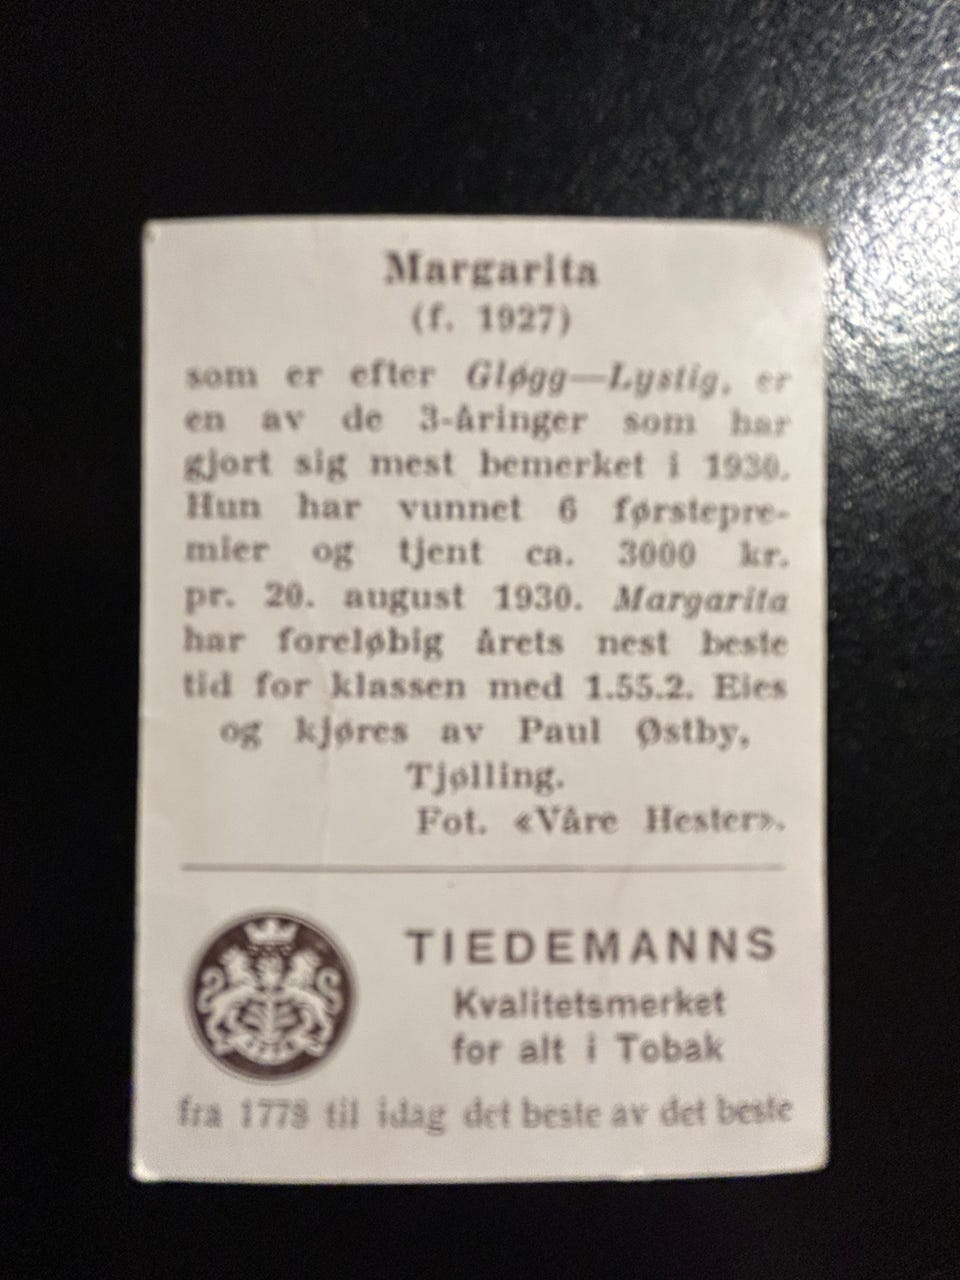 Margarita
(f. 1927)
som er efter Gløgg—Lystig, er
en av de 3-åringer som har
gjort sig mest bemerket i 1930.
Hun har vunnet 6 førstepre-
mier og tjent ca. 3000 kr.
pr. 20. august 1930. Margarita
har foreløbig årets nest beste
tid for klassen med 1.55.2. Eies
og kjøres av Paul Østby,
Tjølling.
Fot. «Våre Hester».
TIEDEMANNS
Kvalitetsmerket
for alt i Tobak
fra 1778 til idag det beste av det beste